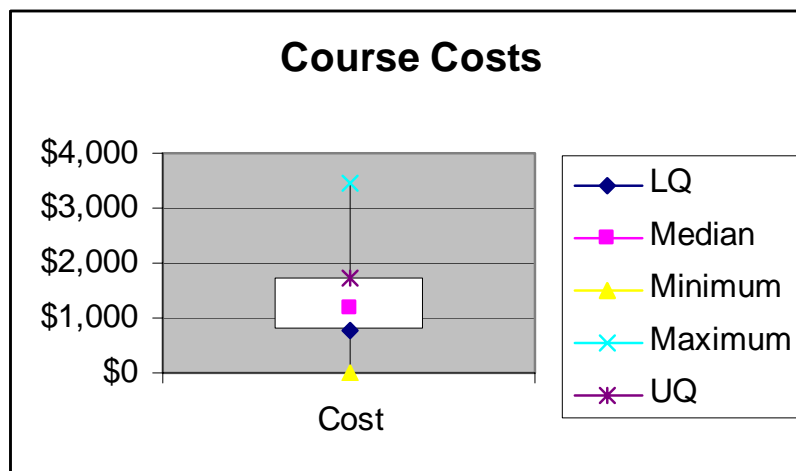 Course Costs
$4,000
$3,000
$2,000
$1,000
$0
Cost
LQ
Median
Minimum
Maximum
UQ